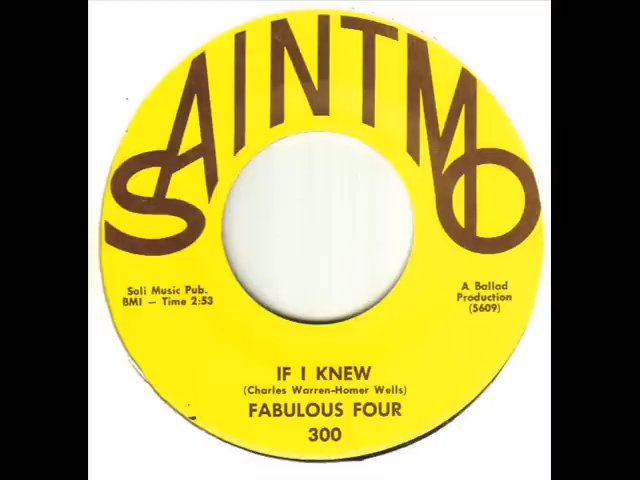 SAINTMO
Soli Music Pub.
BMI — Time 2:53
A Ballad
Production
(5609)
IF I KNEW
(Charles Warren-Homer Wells)
FABULOUS FOUR
300